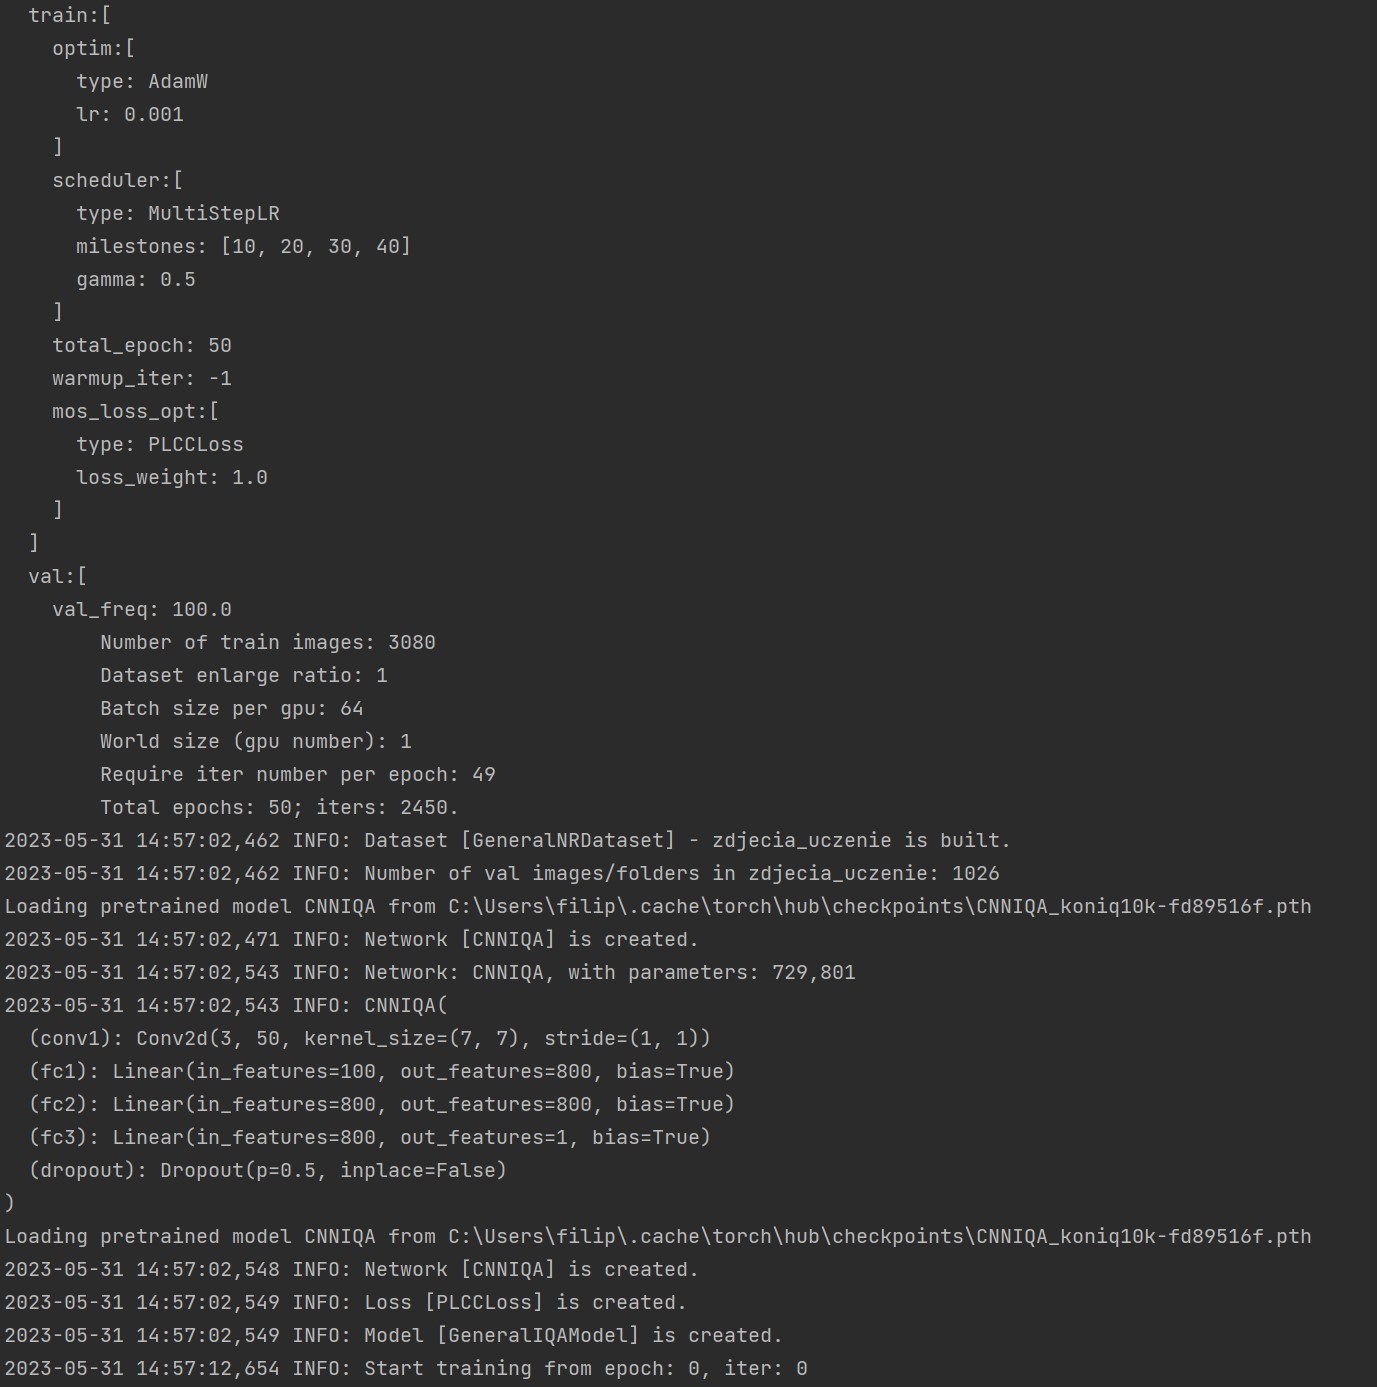 train:[
optim:[
type: AdamW
lr: 0.001
]
scheduler:[
type: MultiStepLR
milestones: [10, 20, 30, 40]
gamma: 0.5
]
total_epoch: 50
warmup_iter: -1
mos_loss_opt:[
type: PLCCLoss
loss_weight: 1.0
]
]
val:[
val_freq: 100.0
Number of train images: 3080
Dataset enlarge ratio: 1
Batch size per gpu: 64
World size (gpu number): 1
Require iter number per epoch: 49
Total epochs: 50; iters: 2450.
2023-05-31 14:57:02,462 INFO: Dataset [GeneralNRDataset] - zdjecia_uczenie is built.
2023-05-31 14:57:02,462 INFO: Number of val images/folders in zdjecia_uczenie: 1026
Loading pretrained model CNNIQA from C:\Users\filip\.cache\torch\hub\checkpoints\CNNIQA_koniq10k-fd89516f.pth
2023-05-31 14:57:02,471 INFO: Network [CNNIQA] is created.
2023-05-31 14:57:02,543 INFO: Network: CNNIQA, with parameters: 729,801
2023-05-31 14:57:02,543 INFO: CNNIQA(
(conv1): Conv2d(3, 50, kernel_size=(7, 7), stride=(1, 1))
(fc1): Linear(in_features=100, out_features=800, bias=True)
(fc2): Linear(in_features=800, out_features=800, bias=True)
(fc3): Linear(in_features=800, out_features=1, bias=True)
(dropout): Dropout(p=0.5, inplace=False)
)
Loading pretrained model CNNIQA from C:\Users\filip\.cache\torch\hub\checkpoints\CNNIQA_koniq10k-fd89516f.pth
2023-05-31 14:57:02,548 INFO: Network [CNNIQA] is created.
2023-05-31 14:57:02,549 INFO: Loss [PLCCLoss] is created.
2023-05-31 14:57:02,549 INFO: Model [GeneralIQAModel] is created.
2023-05-31 14:57:12,654 INFO: Start training from epoch: 0, iter: 0